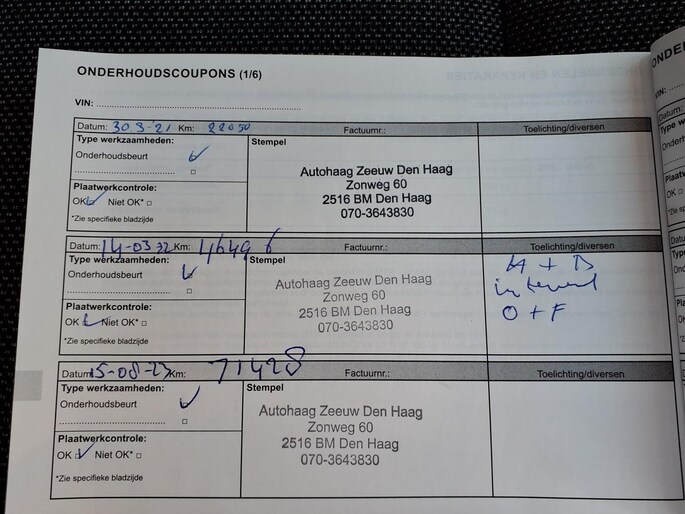 ONDERHOUDSCOUPONS (1/6)
VIN:
Datum: 30-3-21 Km: 22050 Factuurnr.: Toelichting/diversen
Type werkzaamheden: Stempel
Onderhoudsbeurt
Autohaag Zeeuw Den Haag
Zonweg 60
2516 BM Den Haag
070-3643830
Plaatwerkcontrole:
OK Niet OK*
*Zie specifieke bladzijde
Datum: 14-03 Km: 46496 Factuurnr.: Toelichting/diversen
Type werkzaamheden: Stempel
Onderhoudsbeurt
Autohaag Zeeuw Den Haag
Zonweg 60
2516 BM Den Haag
070-3643830
A + B
interval
O + F
Plaatwerkcontrole:
OK Niet OK*
*Zie specifieke bladzijde
Datum: 15-08-23 Km: 71428 Factuurnr.: Toelichting/diversen
Type werkzaamheden: Stempel
Onderhoudsbeurt
Autohaag Zeeuw Den Haag
Zonweg 60
2516 BM Den Haag
070-3643830
Plaatwerkcontrole:
OK Niet OK*
*Zie specifieke bladzijde